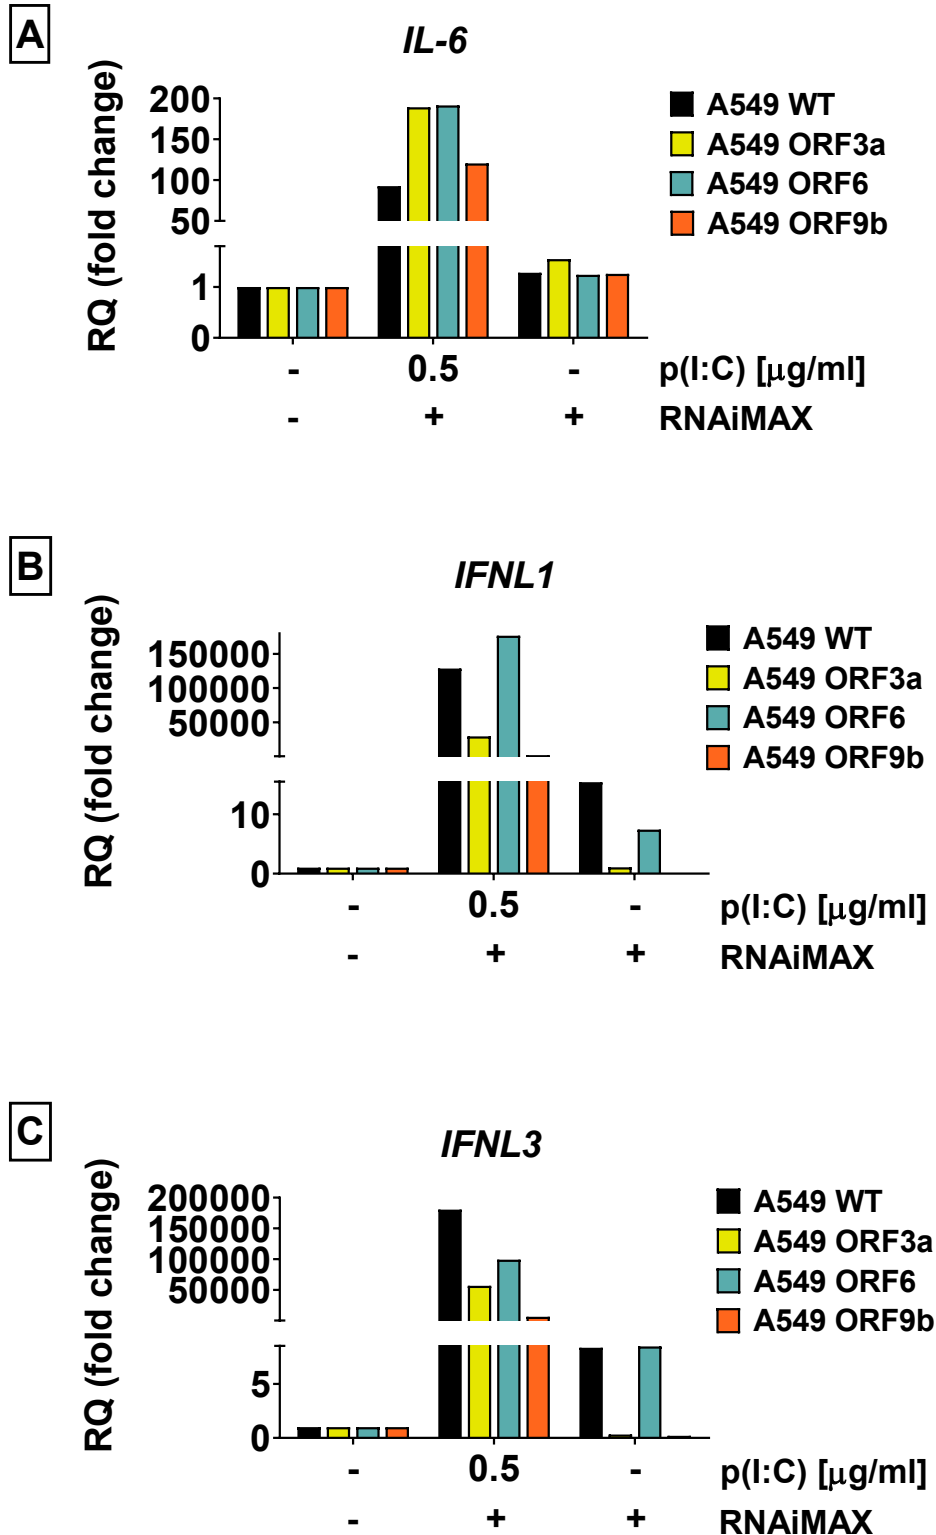 A
IL-6
RQ (fold change)
200
150
100
50
1
0
A549 WT
A549 ORF3a
A549 ORF6
A549 ORF9b
- 0.5 - p(I:C) [μg/ml]
- + + RNAiMAX
B
IFNL1
RQ (fold change)
150000
100000
50000
10
0
A549 WT
A549 ORF3a
A549 ORF6
A549 ORF9b
- 0.5 - p(I:C) [μg/ml]
- + + RNAiMAX
C
IFNL3
RQ (fold change)
200000
150000
100000
50000
5
0
A549 WT
A549 ORF3a
A549 ORF6
A549 ORF9b
- 0.5 - p(I:C) [μg/ml]
- + + RNAiMAX